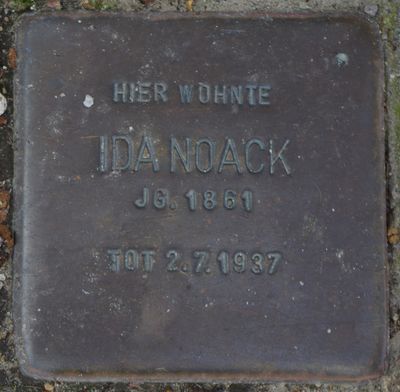 HIER WOHNTE
IDA NOACK
JG. 1861
TOT 2.7.1937